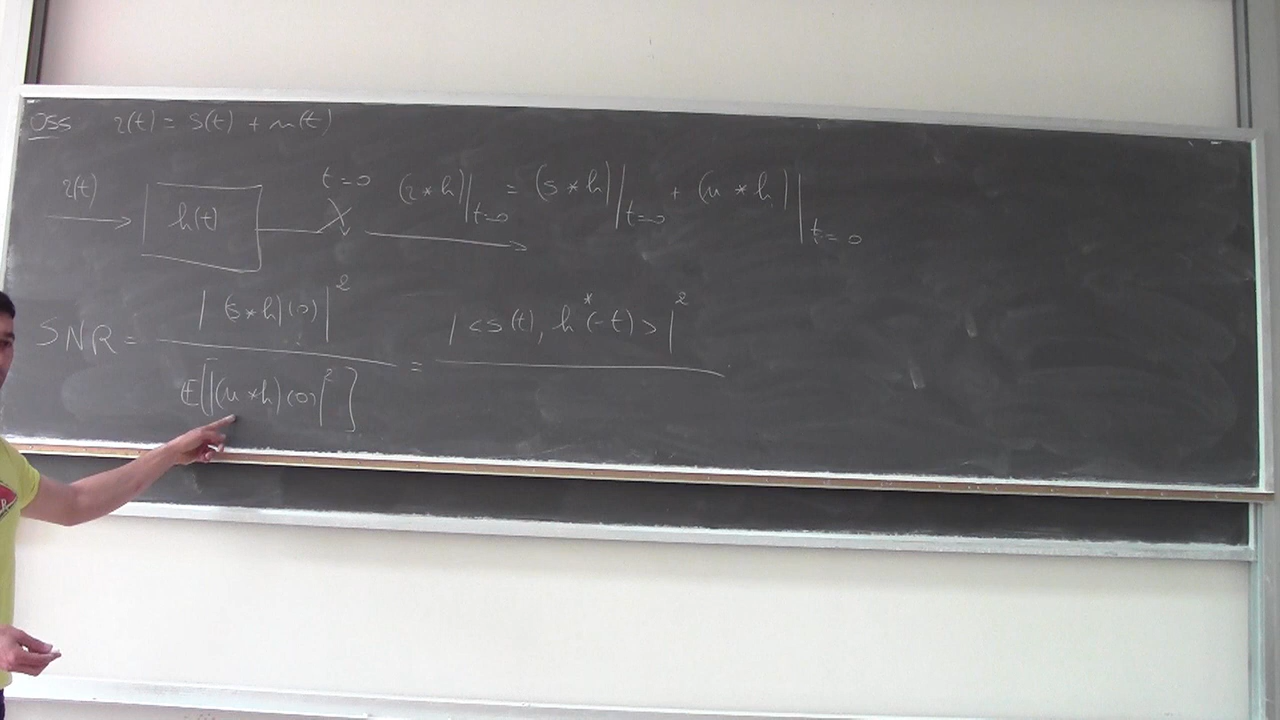 OSS r(t) = s(t) + n(t)
r(t) h(t) t=0 (r * h)|t=0 = (s * h)|t=0 + (n * h)|t=0
SNR = |(s * h)(0)|² / E[|(n * h)(0)|²] = |<s(t), h*(-t)>|²